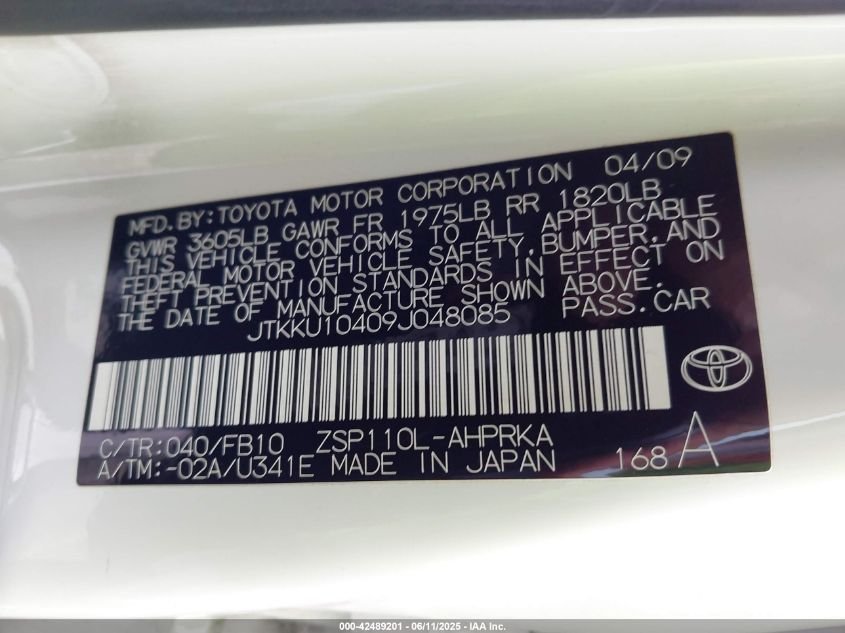 MFD.BY:TOYOTA MOTOR CORPORATION 04/09
GVWR 3605LB GAWR FR 1975LB RR 1820LB
THIS VEHICLE CONFORMS TO ALL APPLICABLE
FEDERAL MOTOR VEHICLE SAFETY,BUMPER,AND
THEFT PREVENTION STANDARDS IN EFFECT ON
THE DATE OF MANUFACTURE SHOWN ABOVE.
JTKKU10409J048085 PASS.CAR
C/TR:040/FB10 ZSP110L-AHPRKA
A/TM:-02A/U341E MADE IN JAPAN 168 A
000-42489201 - 06/11/2025 - IAA Inc.